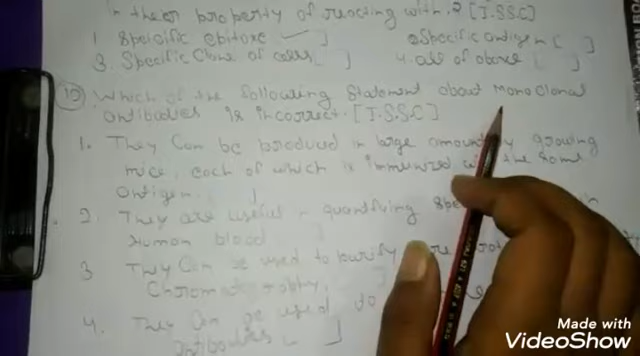 in their property of reacting with.? [J.SSC]
1. Specific epitope ✓ ] 2 Specific antigen [ ]
3. Specific Clone of cells [ ] 4. all of above [ ]
19) Which of the following Statement about monoclonal
antibodies is incorrect. [J.S.S.C]
1. They Can be produced in large amount by growing
mice, each of which is immunized with the same
antigen. ]
2. They are useful in quantifying in
Human blood
3 They Can be used to purify
Chromatography.
4. They Can be used to
antibodies ]
Made with
VideoShow